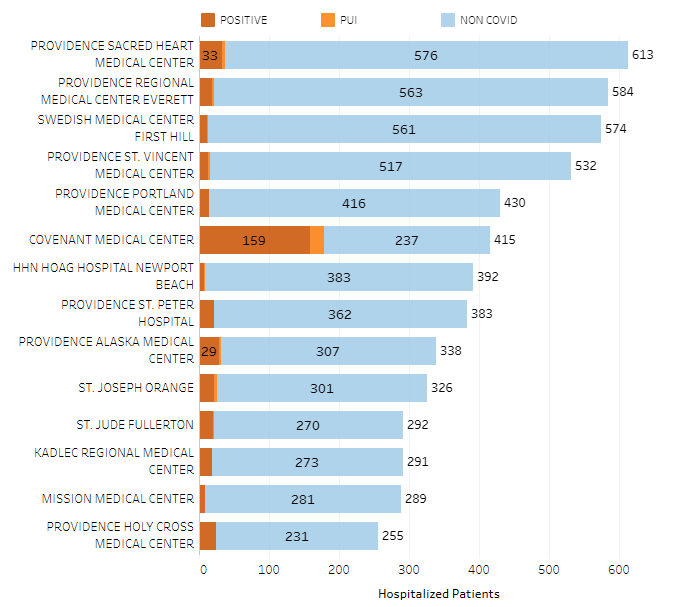 POSITIVE PUI NON COVID
PROVIDENCE SACRED HEART
MEDICAL CENTER
33 576 613
PROVIDENCE REGIONAL
MEDICAL CENTER EVERETT
563 584
SWEDISH MEDICAL CENTER
FIRST HILL
561 574
PROVIDENCE ST. VINCENT
MEDICAL CENTER
517 532
PROVIDENCE PORTLAND
MEDICAL CENTER
416 430
COVENANT MEDICAL CENTER 159 237 415
HHN HOAG HOSPITAL NEWPORT
BEACH
383 392
PROVIDENCE ST. PETER
HOSPITAL
362 383
PROVIDENCE ALASKA MEDICAL
CENTER
29 307 338
ST. JOSEPH ORANGE 301 326
ST. JUDE FULLERTON 270 292
KADLEC REGIONAL MEDICAL
CENTER
273 291
MISSION MEDICAL CENTER 281 289
PROVIDENCE HOLY CROSS
MEDICAL CENTER
231 255
0 100 200 300 400 500 600
Hospitalized Patients